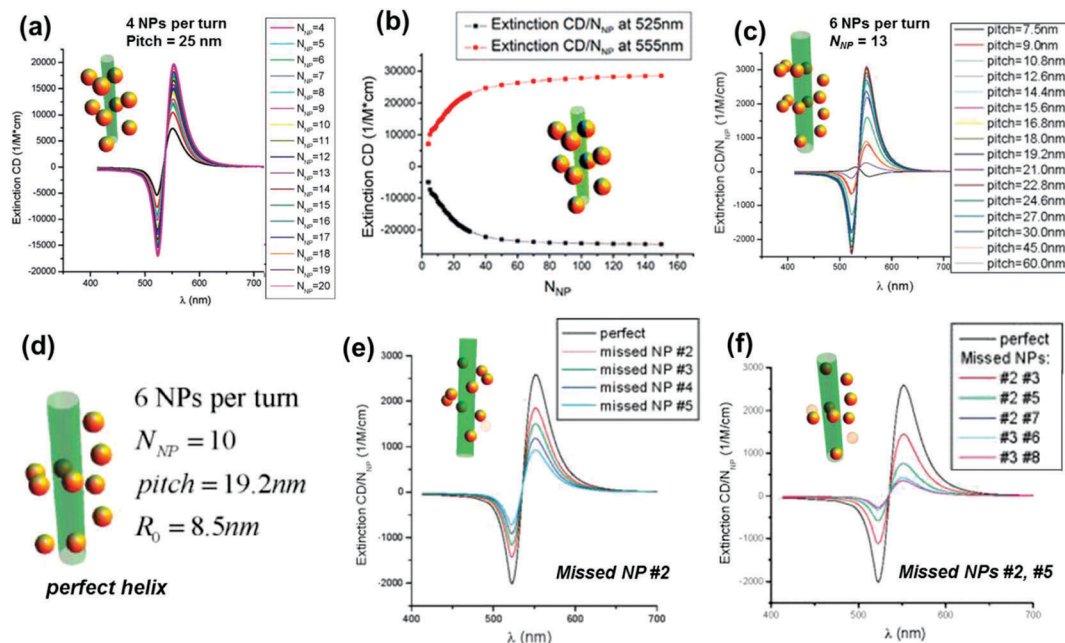 (a)
4 NPs per turn
Pitch = 25 nm
Extinction CD (1/M*cm)
20000
15000
10000
5000
0
-5000
-10000
-15000
-20000
400
500
600
700
λ (nm)
N_NP=4
N_NP=5
N_NP=6
N_NP=7
N_NP=8
N_NP=9
N_NP=10
N_NP=11
N_NP=12
N_NP=13
N_NP=14
N_NP=15
N_NP=16
N_NP=17
N_NP=18
N_NP=19
N_NP=20
(b)
Extinction CD/N_NP at 525nm
Extinction CD/N_NP at 555nm
Extinction CD (1/M*cm)
30000
20000
10000
0
-10000
-20000
0
30
60
90
120
150
N_NP
(c)
6 NPs per turn
N_NP = 13
Extinction CD/N_NP (1/M/cm)
3000
2000
1000
0
-1000
-2000
400
500
600
700
λ (nm)
pitch=7.5nm
pitch=9.0nm
pitch=10.8nm
pitch=12.6nm
pitch=14.4nm
pitch=15.6nm
pitch=16.8nm
pitch=18.0nm
pitch=19.2nm
pitch=21.0nm
pitch=22.8nm
pitch=24.6nm
pitch=27.0nm
pitch=30.0nm
pitch=45.0nm
pitch=60.0nm
(d)
6 NPs per turn
N_NP = 10
pitch = 19.2nm
R_0 = 8.5nm
perfect helix
(e)
perfect
missed NP #2
missed NP #3
missed NP #4
missed NP #5
Extinction CD/N_NP (1/M/cm)
3000
2000
1000
0
-1000
-2000
400
500
600
700
λ (nm)
Missed NP #2
(f)
perfect
Missed NPs:
#2 #3
#2 #5
#2 #7
#3 #6
#3 #8
Extinction CD/N_NP (1/M/cm)
3000
2000
1000
0
-1000
-2000
400
500
600
700
λ (nm)
Missed NPs #2, #5